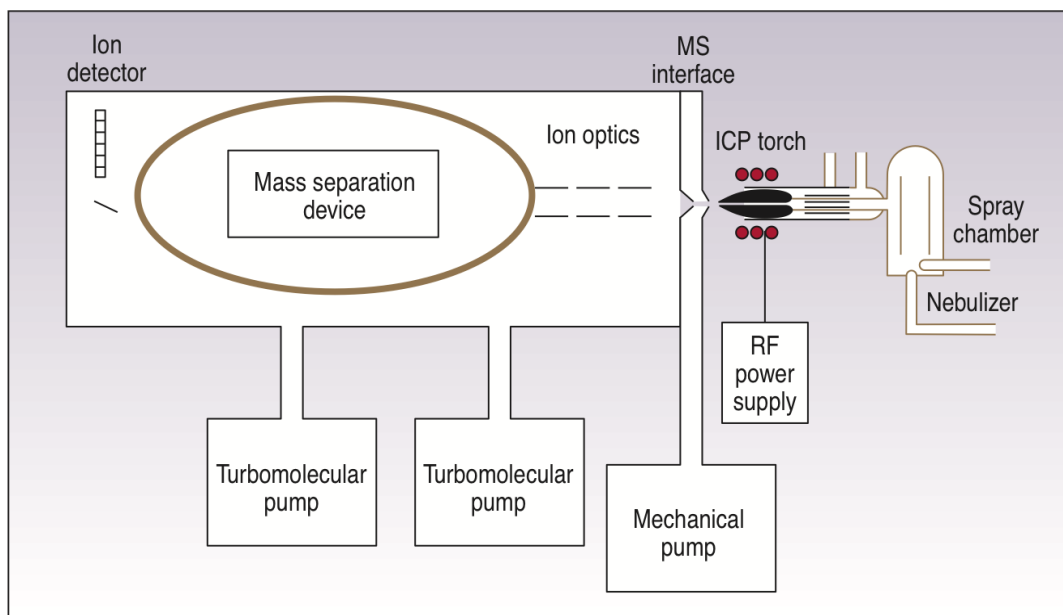 Ion
detector
MS
interface
Ion optics
ICP torch
Mass separation
device
Spray
chamber
Nebulizer
RF
power
supply
Turbomolecular
pump
Turbomolecular
pump
Mechanical
pump